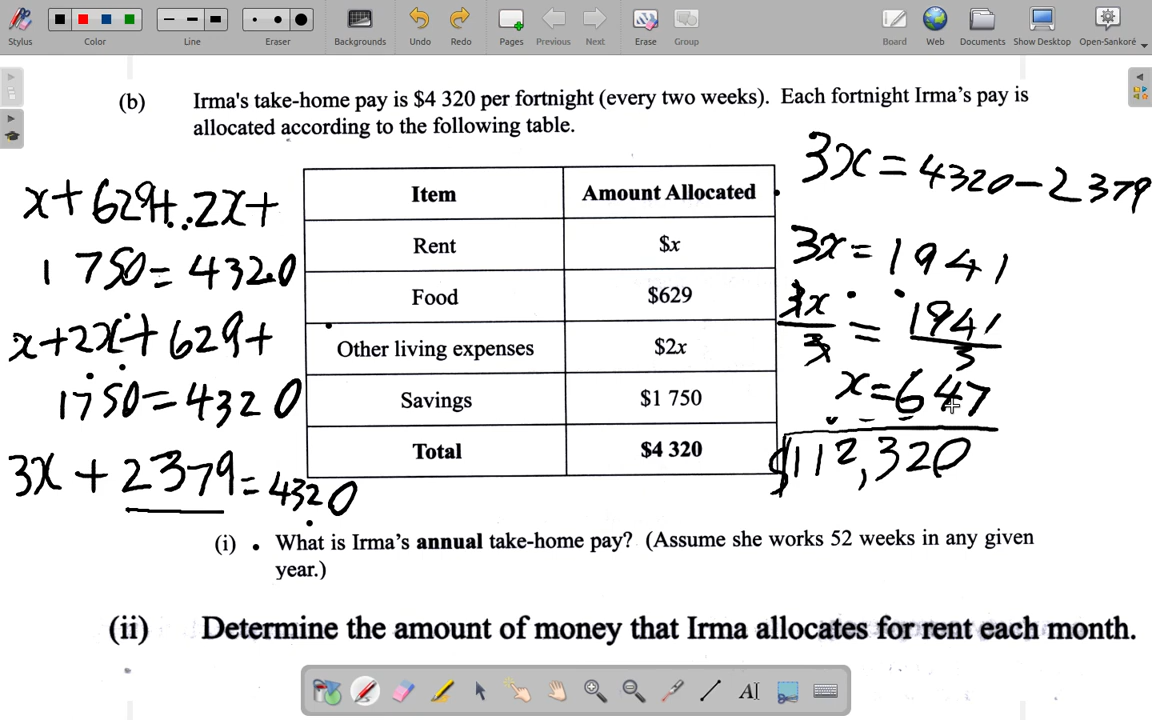 Stylus
Color
Line
Eraser
Backgrounds
Undo
Redo
Pages
Previous
Next
Erase
Group
Board
Web
Documents
Show Desktop
Open-Sankoré
(b) Irma's take-home pay is $4 320 per fortnight (every two weeks). Each fortnight Irma's pay is
allocated according to the following table.
x+629+2x+
1750=4320
x+2x+629+
1750=4320
3x + 2379=4320
Item Amount Allocated
Rent $x
Food $629
Other living expenses $2x
Savings $1 750
Total $4 320
3x=4320-2379
3x=1941
3x/3 = 1941/3
x=647
$112,320
(i) What is Irma's annual take-home pay? (Assume she works 52 weeks in any given
year.)
(ii) Determine the amount of money that Irma allocates for rent each month.